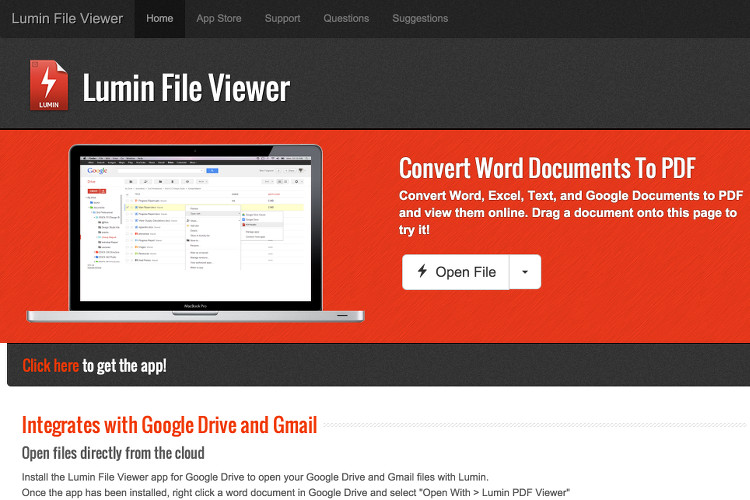 Lumin File Viewer Home App Store Support Questions Suggestions
LUMIN
Lumin File Viewer
Google
Drive
MacBook Pro
Convert Word Documents To PDF
Convert Word, Excel, Text, and Google Documents to PDF
and view them online. Drag a document onto this page to
try it!
Open File
Click here to get the app!
Integrates with Google Drive and Gmail
Open files directly from the cloud
Install the Lumin File Viewer app for Google Drive to open your Google Drive and Gmail files with Lumin.
Once the app has been installed, right click a word document in Google Drive and select "Open With > Lumin PDF Viewer"